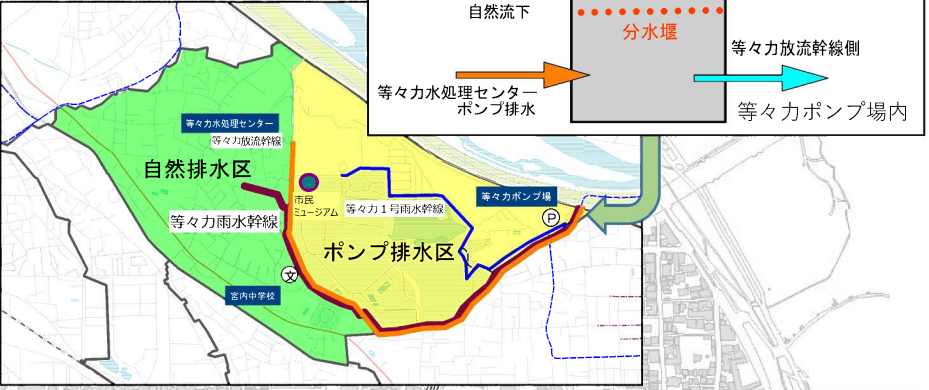 自然流下
分水堰
等々力放流幹線側
等々力水処理センター
ポンプ排水
等々力ポンプ場内
等々力水処理センター
等々力放流幹線
自然排水区
市民
ミュージアム
等々力1号雨水幹線
等々力ポンプ場
P
等々力雨水幹線
ポンプ排水区
文
宮内中学校